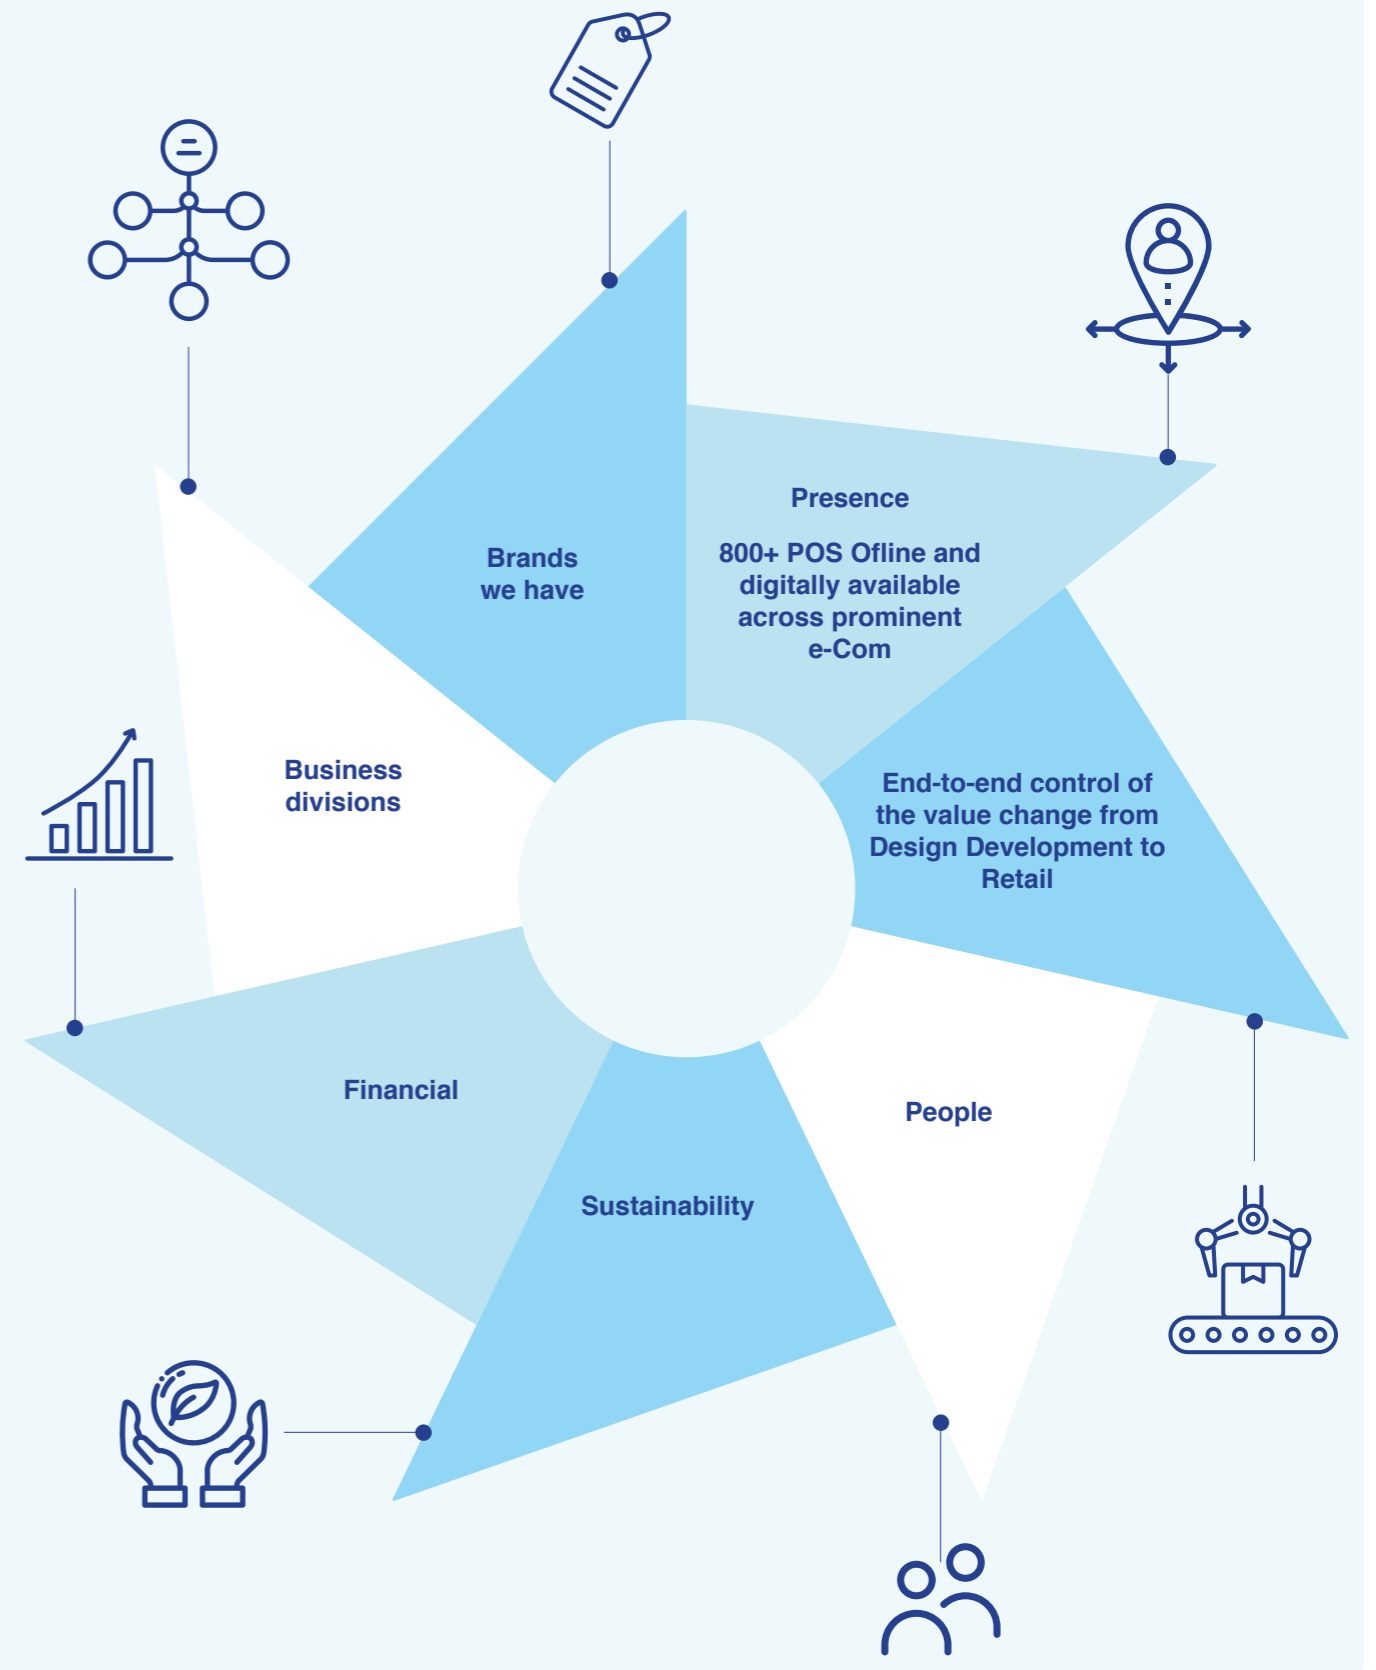 Brands
we have
Presence
800+ POS Ofline and
digitally available
across prominent
e-Com
End-to-end control of
the value change from
Design Development to
Retail
People
Sustainability
Financial
Business
divisions